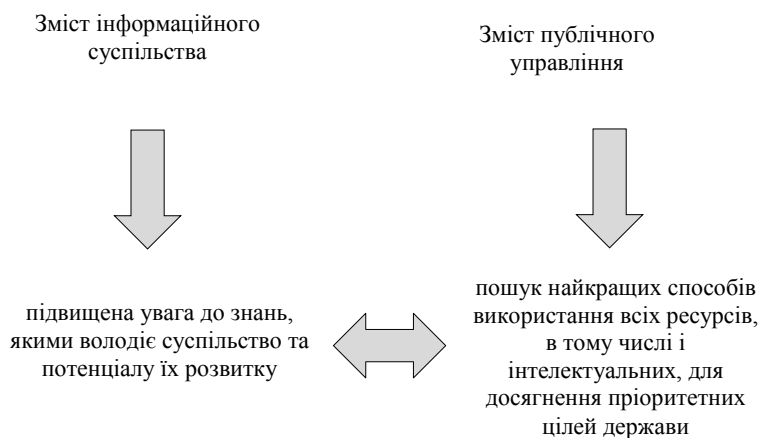 Зміст інформаційного
суспільства
Зміст публічного
управління
підвищена увага до знань,
якими володіє суспільство та
потенціалу їх розвитку
пошук найкращих способів
використання всіх ресурсів,
в тому числі і
інтелектуальних, для
досягнення пріоритетних
цілей держави